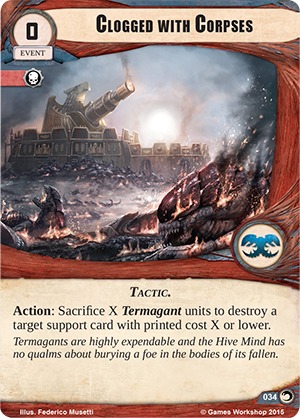 0
CLOGGED WITH CORPSES
EVENT
TACTIC.
Action: Sacrifice X Termagant units to destroy a
target support card with printed cost X or lower.
Termagants are highly expendable and the Hive Mind has
no qualms about burying a foe in the bodies of its fallen.
034
Illus. Federico Musetti
© Games Workshop 2015